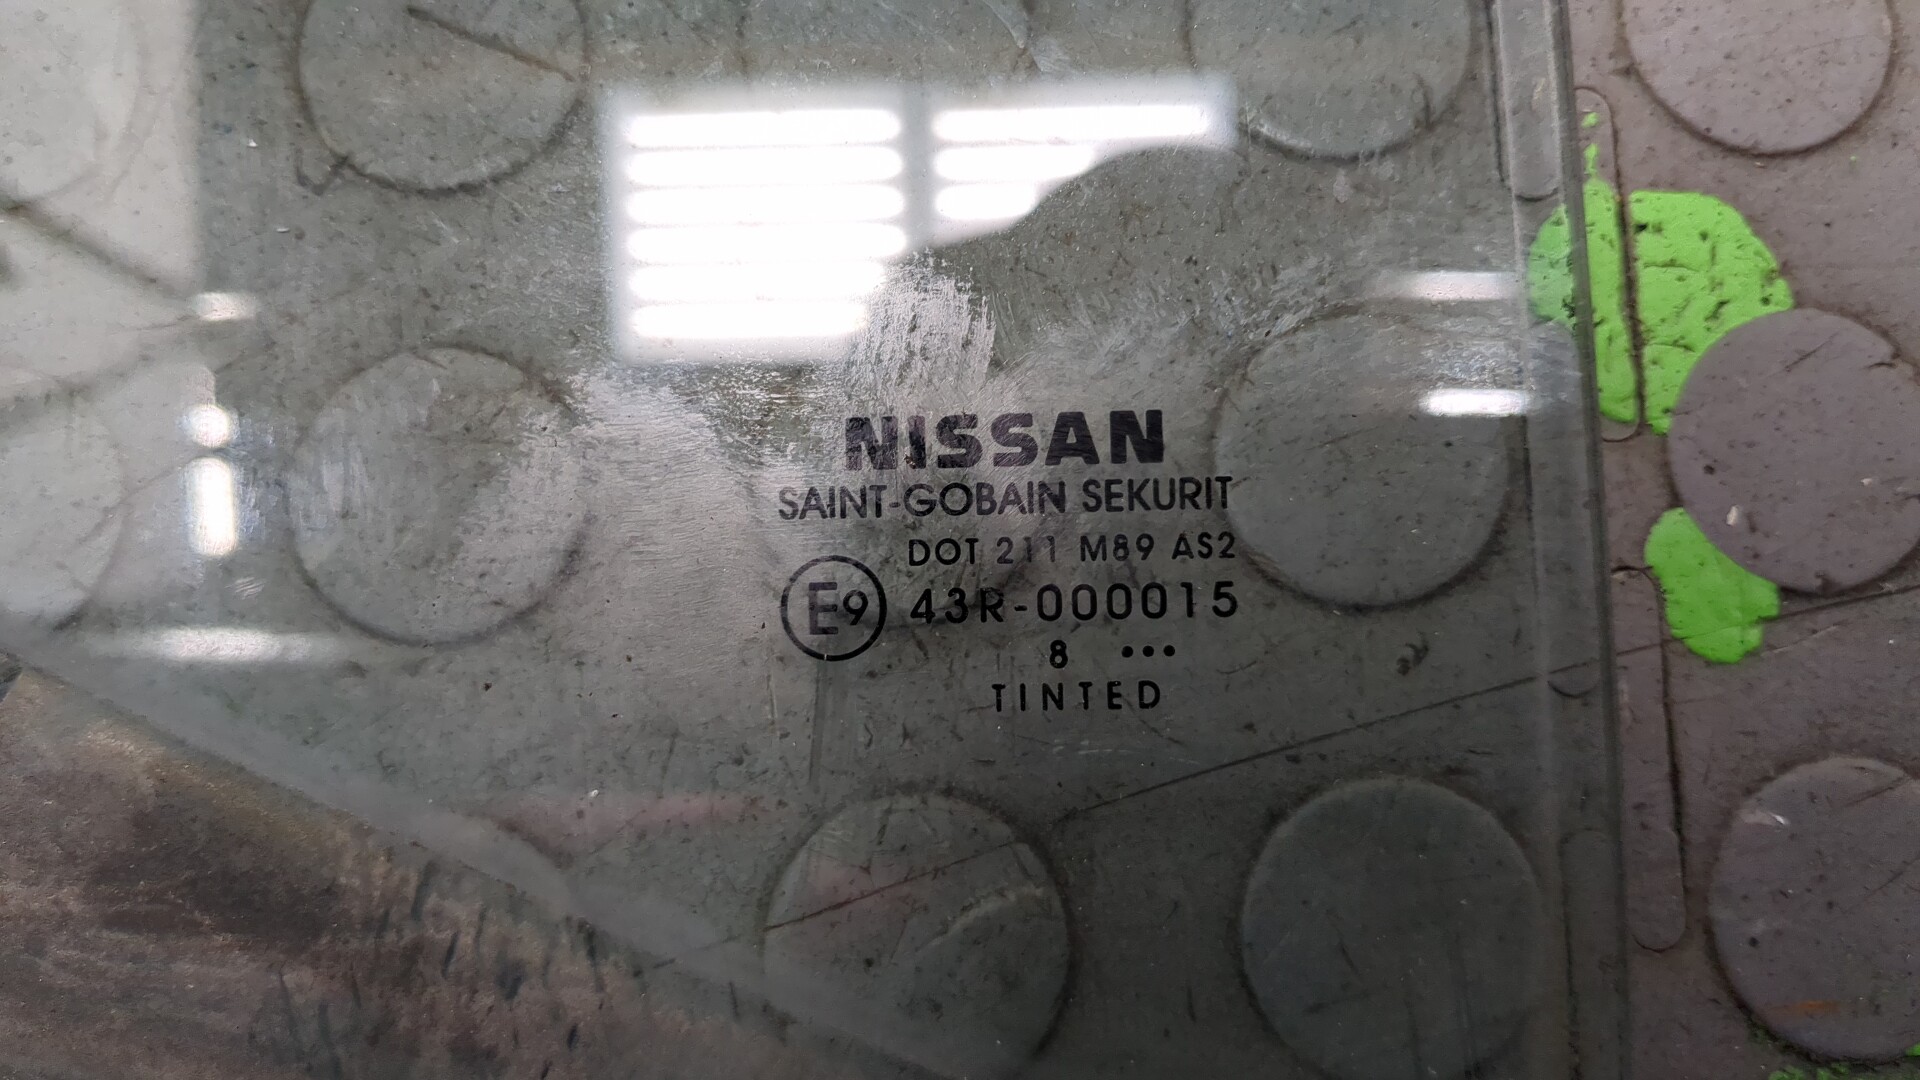 NISSAN
SAINT-GOBAIN SEKURIT
DOT 211 M89 AS2
E9 43R-000015
8 •••
TINTED